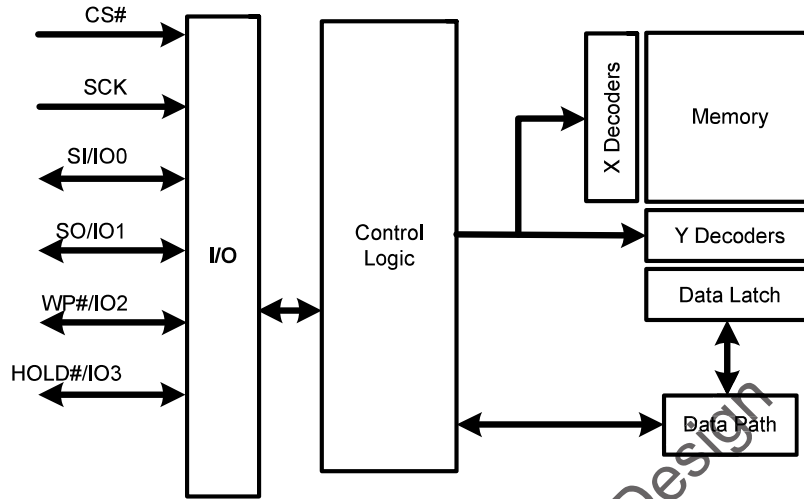 CS#
SCK
SI/IO0
SO/IO1
WP#/IO2
HOLD#/IO3
I/O
Control
Logic
X Decoders
Memory
Y Decoders
Data Latch
Data Path
Design